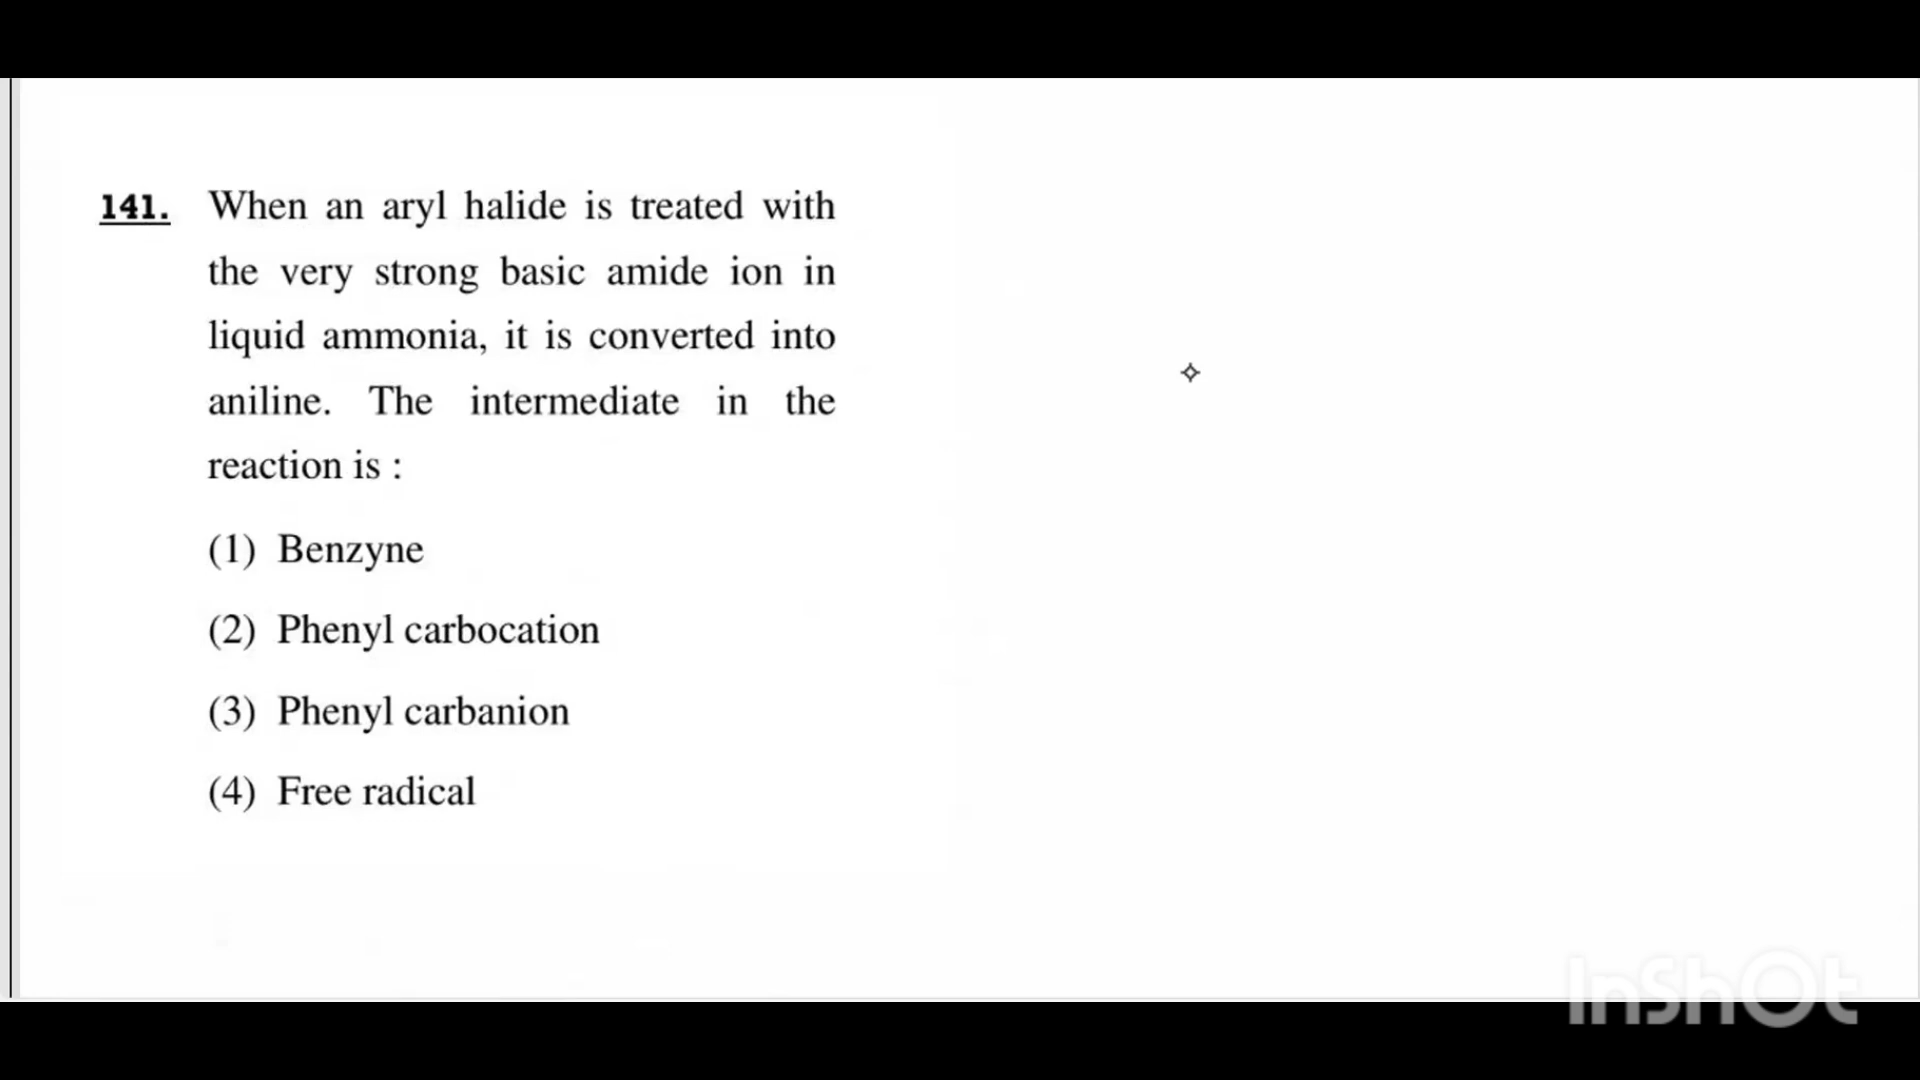 141. When an aryl halide is treated with
the very strong basic amide ion in
liquid ammonia, it is converted into
aniline. The intermediate in the
reaction is :
(1) Benzyne
(2) Phenyl carbocation
(3) Phenyl carbanion
(4) Free radical
InShOt